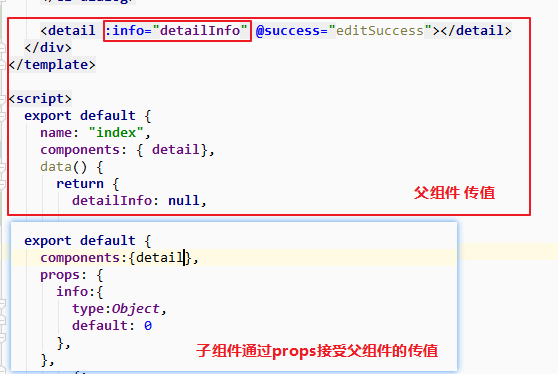 <detail :info="detailInfo" @success="editSuccess"></detail>
</div>
</template>
<script>
export default {
name: "index",
components: { detail},
data() {
return {
detailInfo: null,
父组件 传值
export default {
components:{detail},
props: {
info:{
type:Object,
default: 0
},
},
子组件通过props接受父组件的传值